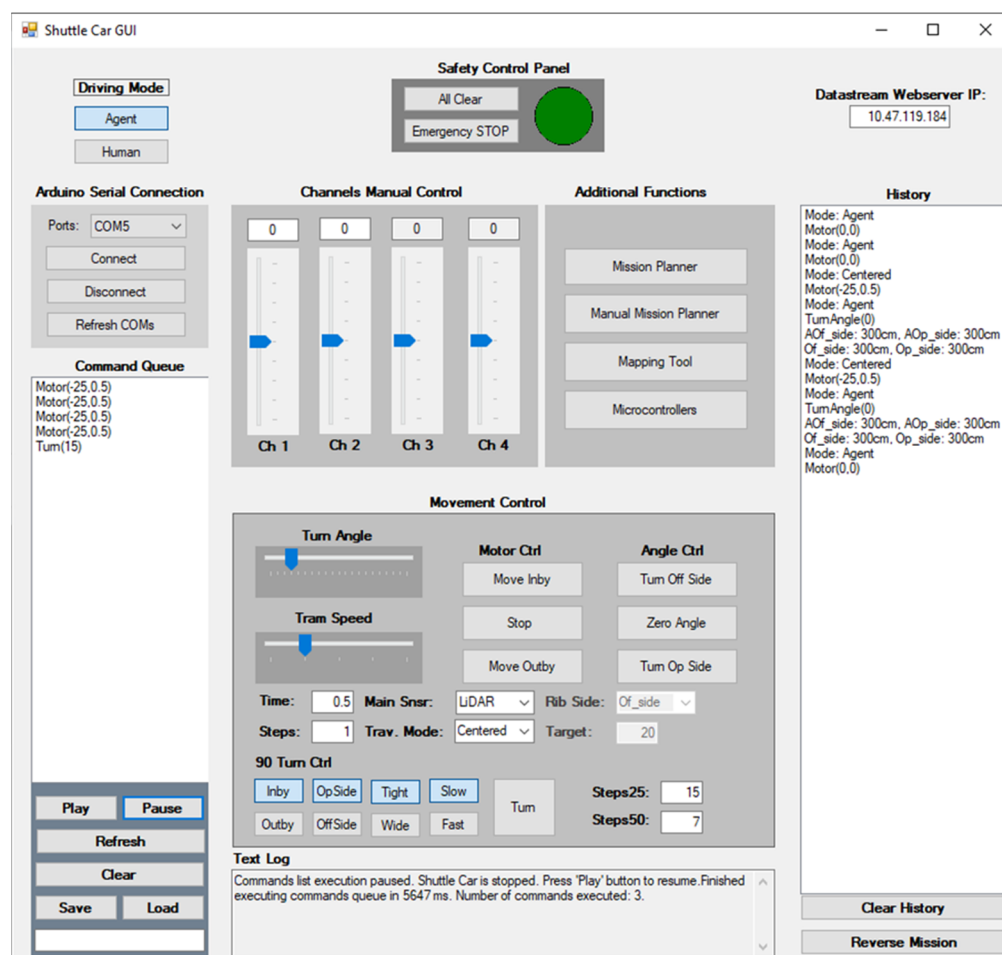 Shuttle Car GUI
Driving Mode
Agent
Human
Safety Control Panel
All Clear
Emergency STOP
Datastream Webserver IP:
10.47.119.184
Arduino Serial Connection
Ports: COM5
Connect
Disconnect
Refresh COMs
Command Queue
Motor(-25,0.5)
Motor(-25,0.5)
Motor(-25,0.5)
Motor(-25,0.5)
Turn(15)
Play Pause
Refresh
Clear
Save Load
Channels Manual Control
0 0 0 0
Ch 1 Ch 2 Ch 3 Ch 4
Additional Functions
Mission Planner
Manual Mission Planner
Mapping Tool
Microcontrollers
Movement Control
Turn Angle
Tram Speed
Motor Ctrl
Move Inby
Stop
Move Outby
Angle Ctrl
Turn Off Side
Zero Angle
Turn Op Side
Time: 0.5 Main Snsr: LiDAR Rib Side: Of_side
Steps: 1 Trav. Mode: Centered Target: 20
90 Turn Ctrl
Inby OpSide Tight Slow
Outby OffSide Wide Fast
Turn
Steps25: 15
Steps50: 7
Text Log
Commands list execution paused. Shuttle Car is stopped. Press 'Play' button to resume.Finished
executing commands queue in 5647 ms. Number of commands executed: 3.
History
Mode: Agent
Motor(0,0)
Mode: Agent
Motor(0,0)
Mode: Centered
Motor(-25,0.5)
Mode: Agent
TurnAngle(0)
AOf_side: 300cm, AOp_side: 300cm
Of_side: 300cm, Op_side: 300cm
Mode: Centered
Motor(-25,0.5)
Mode: Agent
TurnAngle(0)
AOf_side: 300cm, AOp_side: 300cm
Of_side: 300cm, Op_side: 300cm
Mode: Agent
Motor(0,0)
Clear History
Reverse Mission